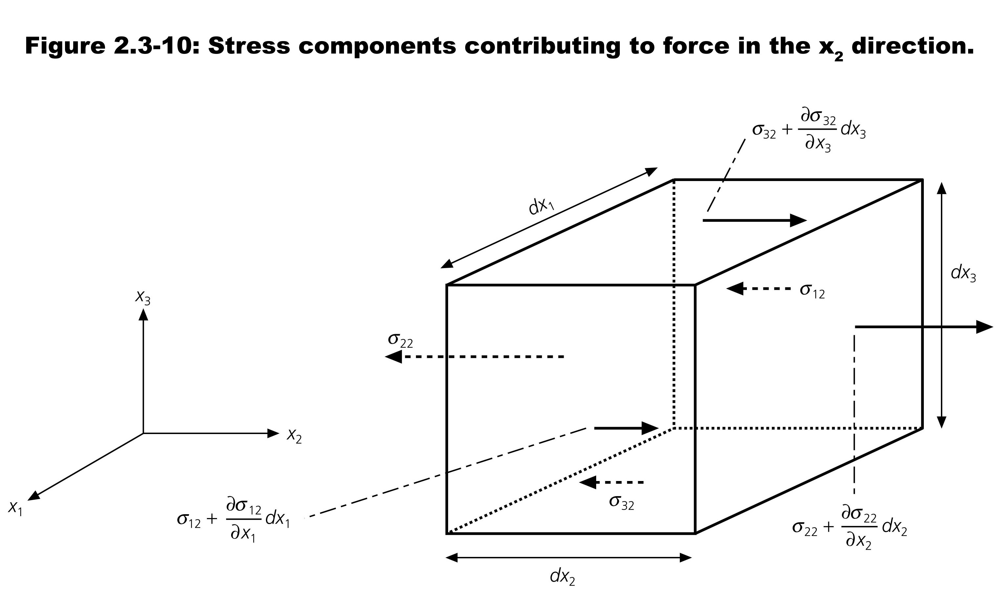 Figure 2.3-10: Stress components contributing to force in the x₂ direction.
σ₃₂ + ∂σ₃₂/∂x₃ dx₃
dx₁
dx₃
σ₁₂
x₃
σ₂₂
x₂
x₁
σ₁₂ + ∂σ₁₂/∂x₁ dx₁
σ₃₂
σ₂₂ + ∂σ₂₂/∂x₂ dx₂
dx₂